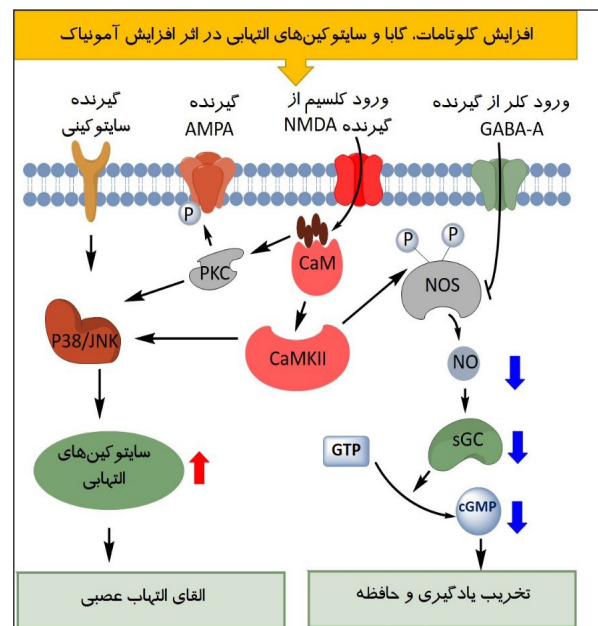 افزایش گلوتامات، گابا و سایتوکین‌های التهابی در اثر افزایش آمونیاک
گیرنده
سایتوکینی
گیرنده
AMPA
ورود کلسیم از
گیرنده NMDA
ورود کلر از گیرنده
GABA-A
P
PKC
CaM
P
P
NOS
P38/JNK
CaMKII
NO
sGC
GTP
cGMP
سایتوکین‌های
التهابی
القای التهاب عصبی
تخریب یادگیری و حافظه